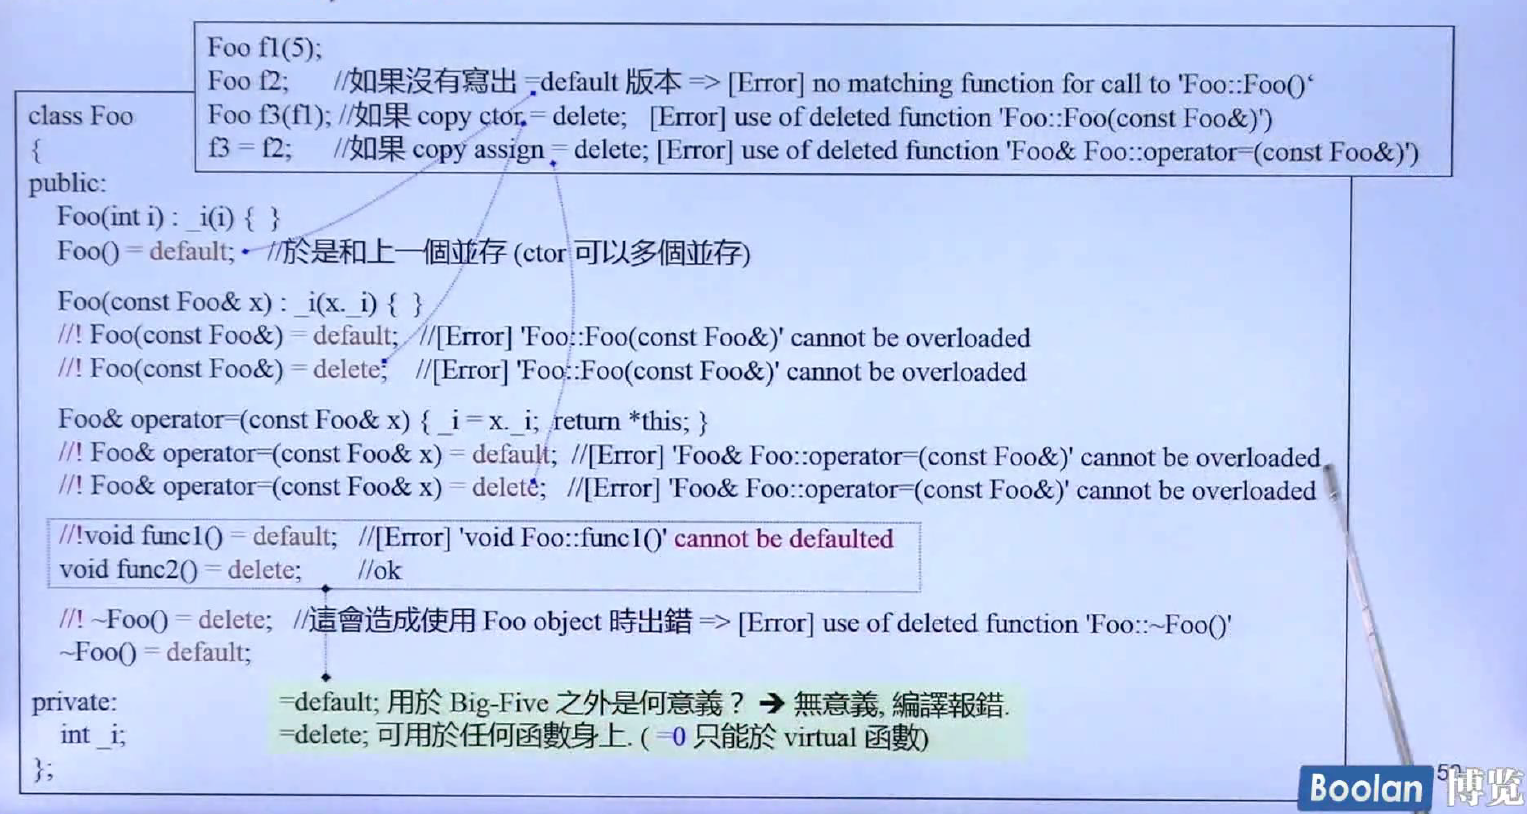 Foo f1(5);
Foo f2; //如果沒有寫出 =default 版本 => [Error] no matching function for call to 'Foo::Foo()‘
Foo f3(f1); //如果 copy ctor = delete; [Error] use of deleted function 'Foo::Foo(const Foo&)')
f3 = f2; //如果 copy assign = delete; [Error] use of deleted function 'Foo& Foo::operator=(const Foo&)')
class Foo
{
public:
Foo(int i) : _i(i) { }
Foo() = default; //於是和上一個並存 (ctor 可以多個並存)
Foo(const Foo& x) : _i(x._i) { }
//! Foo(const Foo&) = default; //[Error] 'Foo::Foo(const Foo&)' cannot be overloaded
//! Foo(const Foo&) = delete; //[Error] 'Foo::Foo(const Foo&)' cannot be overloaded
Foo& operator=(const Foo& x) { _i = x._i; return *this; }
//! Foo& operator=(const Foo& x) = default; //[Error] 'Foo& Foo::operator=(const Foo&)' cannot be overloaded
//! Foo& operator=(const Foo& x) = delete; //[Error] 'Foo& Foo::operator=(const Foo&)' cannot be overloaded
//!void func1() = default; //[Error] 'void Foo::func1()' cannot be defaulted
void func2() = delete; //ok
//! ~Foo() = delete; //這會造成使用 Foo object 時出錯 => [Error] use of deleted function 'Foo::~Foo()'
~Foo() = default;
private:
int _i;
};
=default; 用於 Big-Five 之外是何意義？ ➔ 無意義, 編譯報錯.
=delete; 可用於任何函數身上. ( =0 只能於 virtual 函數)
Boolan 博览